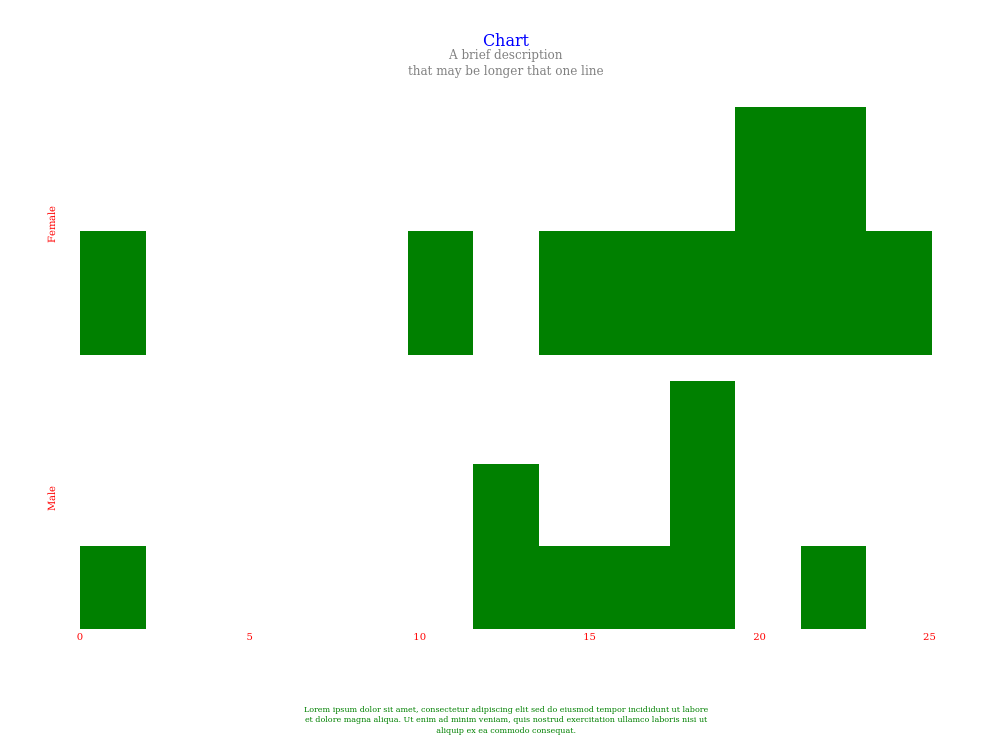 Chart
A brief description
that may be longer that one line
Female
Male
0 5 10 15 20 25
Lorem ipsum dolor sit amet, consectetur adipiscing elit sed do eiusmod tempor incididunt ut labore
et dolore magna aliqua. Ut enim ad minim veniam, quis nostrud exercitation ullamco laboris nisi ut
aliquip ex ea commodo consequat.